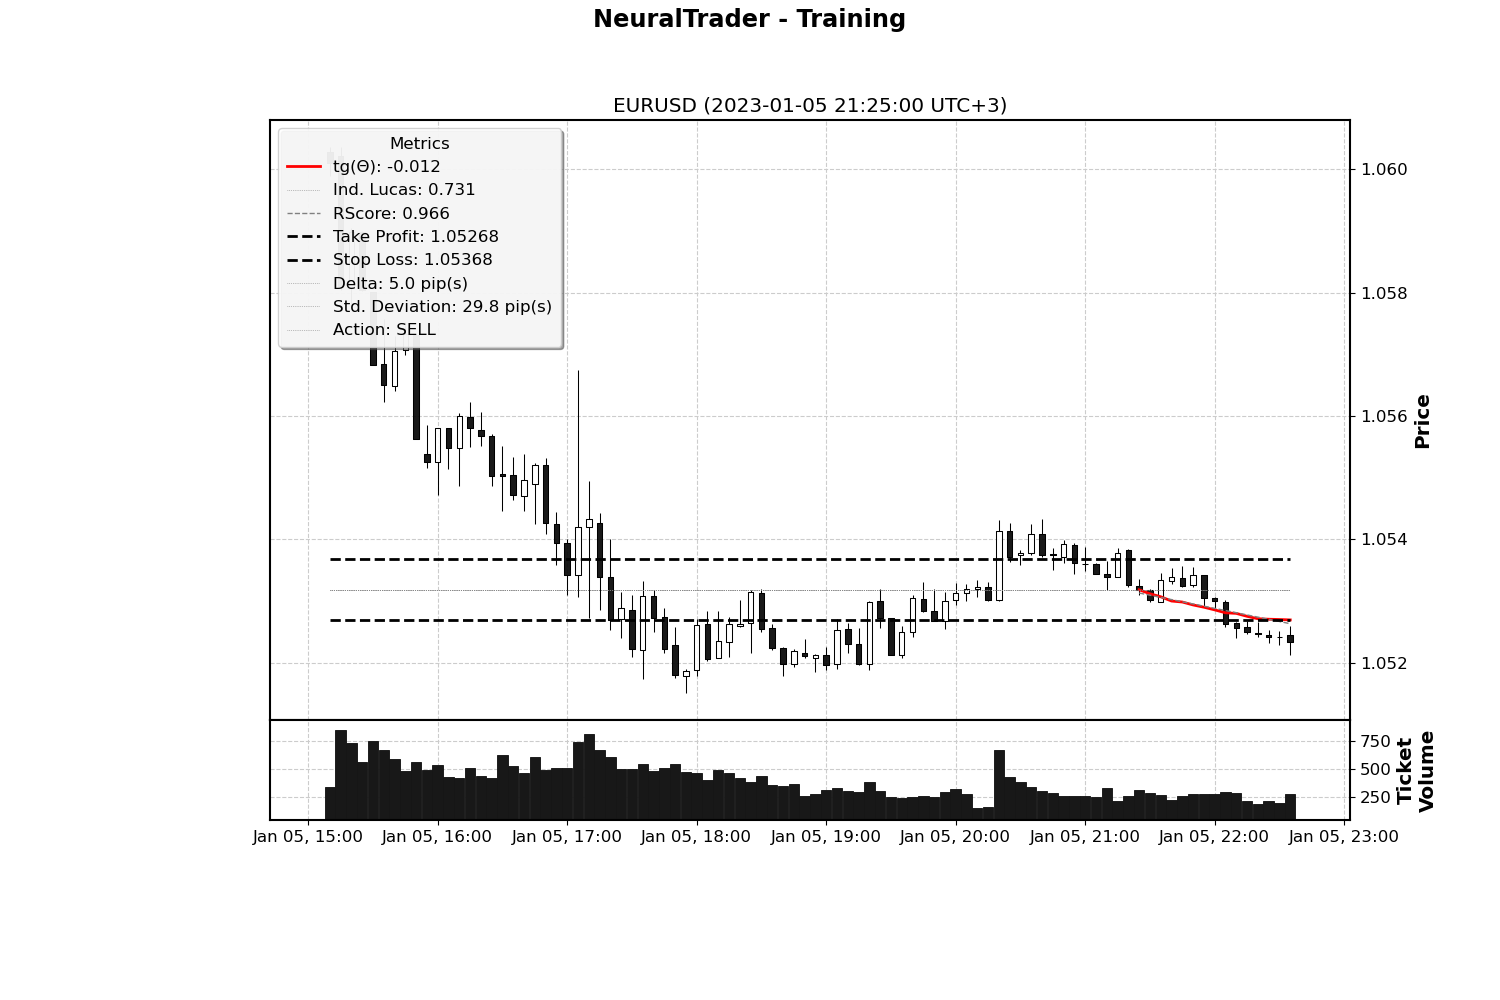 NeuralTrader - Training
EURUSD (2023-01-05 21:25:00 UTC+3)
Metrics
tg(Θ): -0.012
Ind. Lucas: 0.731
RScore: 0.966
Take Profit: 1.05268
Stop Loss: 1.05368
Delta: 5.0 pip(s)
Std. Deviation: 29.8 pip(s)
Action: SELL
1.060
1.058
1.056
1.054
1.052
Price
750
500
250
Ticket
Volume
Jan 05, 15:00 Jan 05, 16:00 Jan 05, 17:00 Jan 05, 18:00 Jan 05, 19:00 Jan 05, 20:00 Jan 05, 21:00 Jan 05, 22:00 Jan 05, 23:00